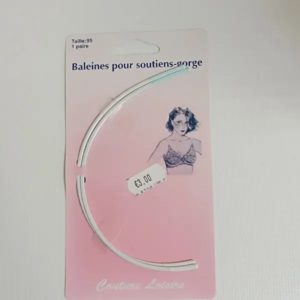 Taille:95
1 paire
Baleines pour soutiens-gorge
€3.00
Couture Loisirs